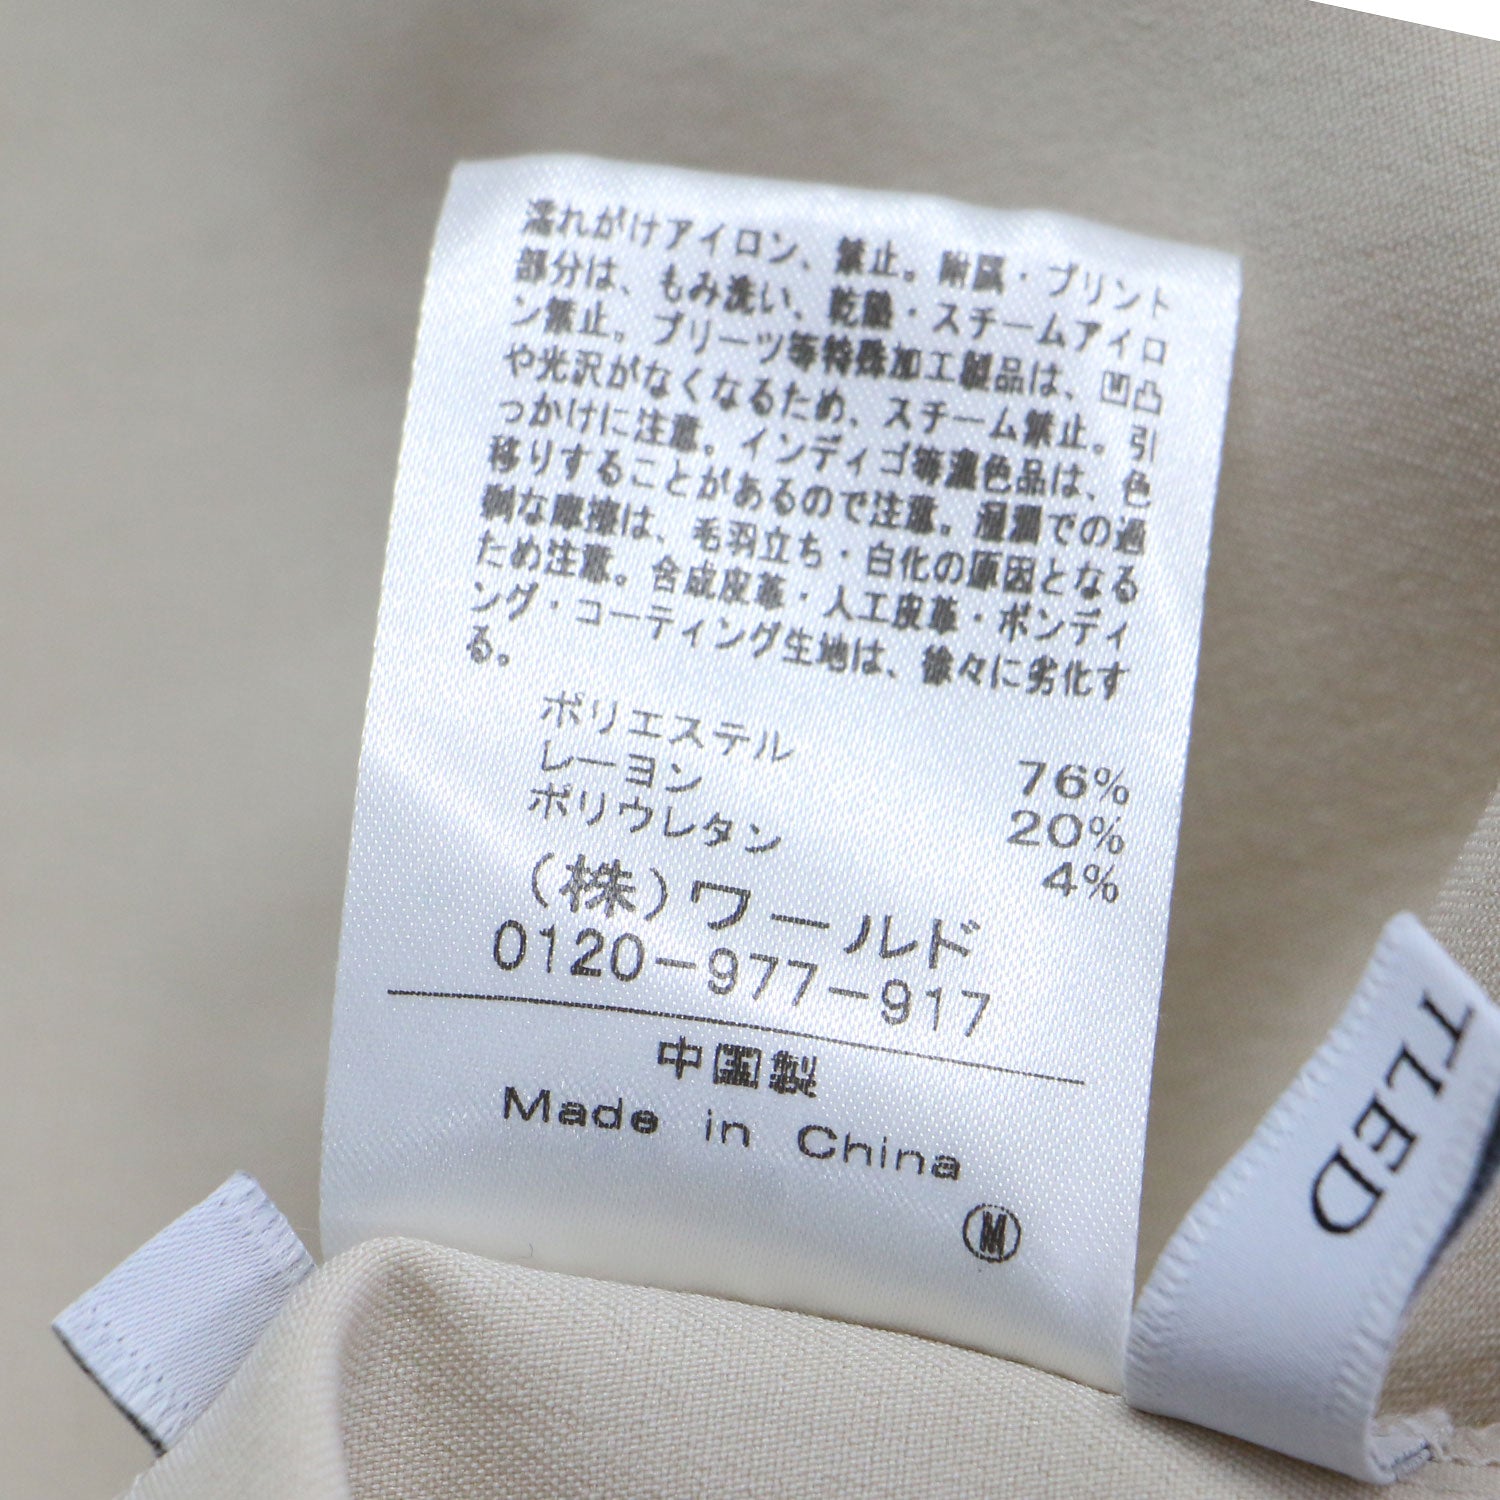 濡れがけアイロン、禁止。附属・プリント
部分は、もみ洗い、乾燥・スチームアイロ
ン禁止。プリーツ等特殊加工製品は、凹凸
や光沢がなくなるため、スチーム禁止。引
っかけに注意。インディゴ等濃色品は、色
移りすることがあるので注意。湿潤での過
剰な摩擦は、毛羽立ち・白化の原因となる
ため注意。合成皮革・人工皮革・ボンディ
ング・コーティング生地は、徐々に劣化す
る。
ポリエステル 76%
レーヨン 20%
ポリウレタン 4%
(株)ワールド
0120-977-917
中国製
Made in China
Ⓜ
TLED